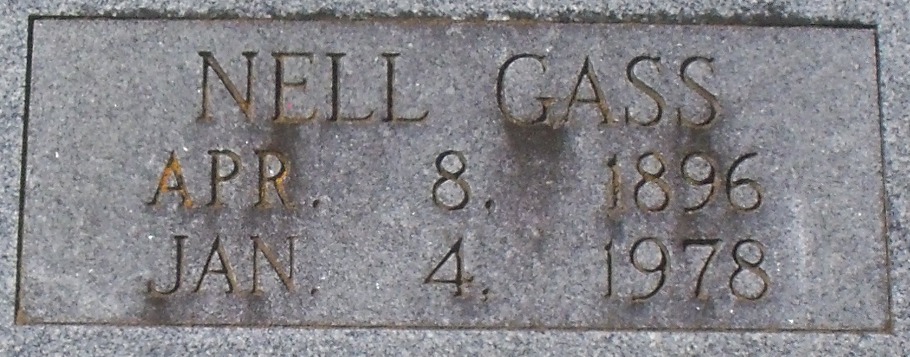 NELL GASS
APR. 8, 1896
JAN. 4, 1978